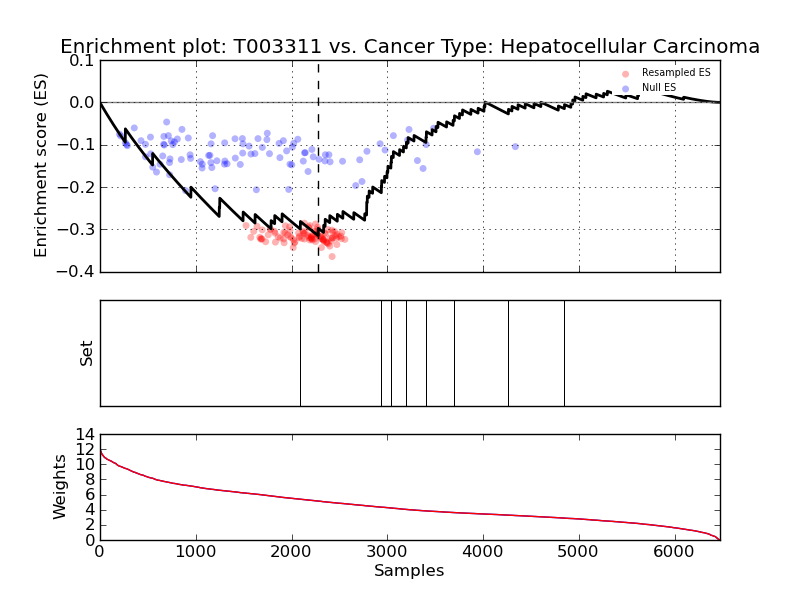 Enrichment plot: T003311 vs. Cancer Type: Hepatocellular Carcinoma
Enrichment score (ES)
0.1
0.0
−0.1
−0.2
−0.3
−0.4
Resampled ES
Null ES
Set
Weights
14
12
10
8
6
4
2
0
0 1000 2000 3000 4000 5000 6000
Samples